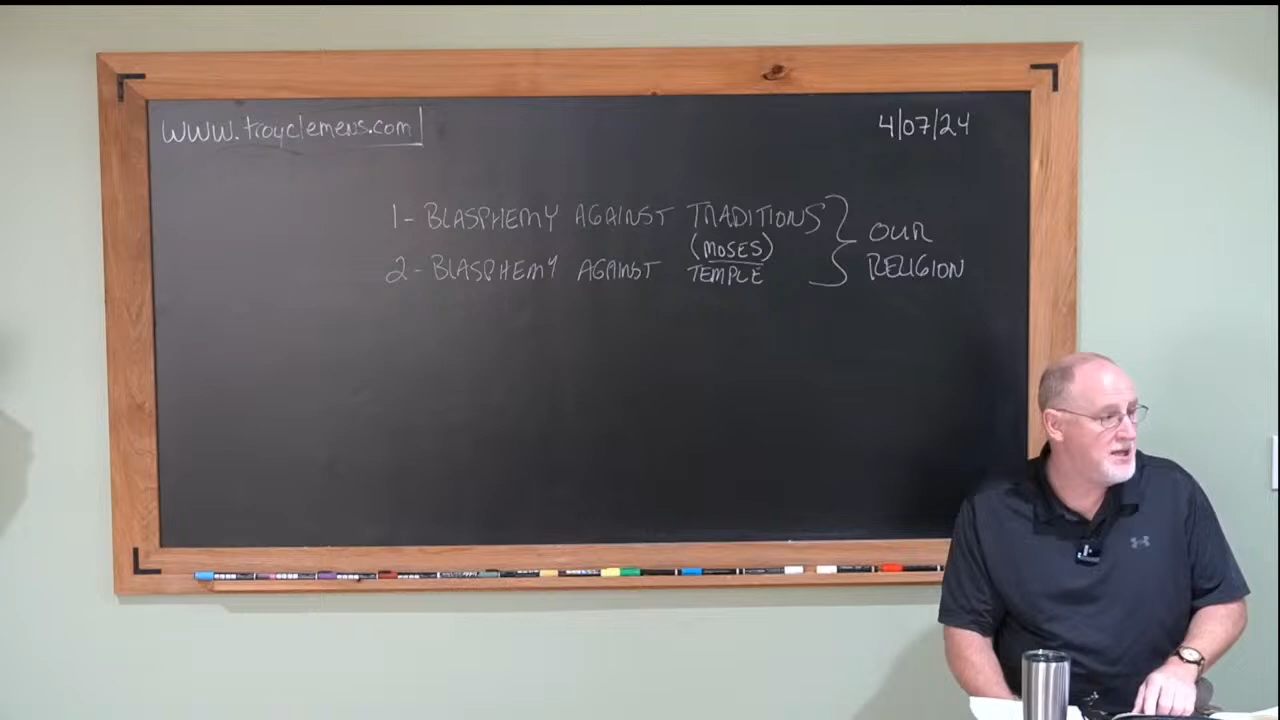 www.troyclemens.com
4/07/24
1- BLASPHEMY AGAINST TRADITIONS
(MOSES)
2- BLASPHEMY AGAINST TEMPLE
OUR
RELIGION